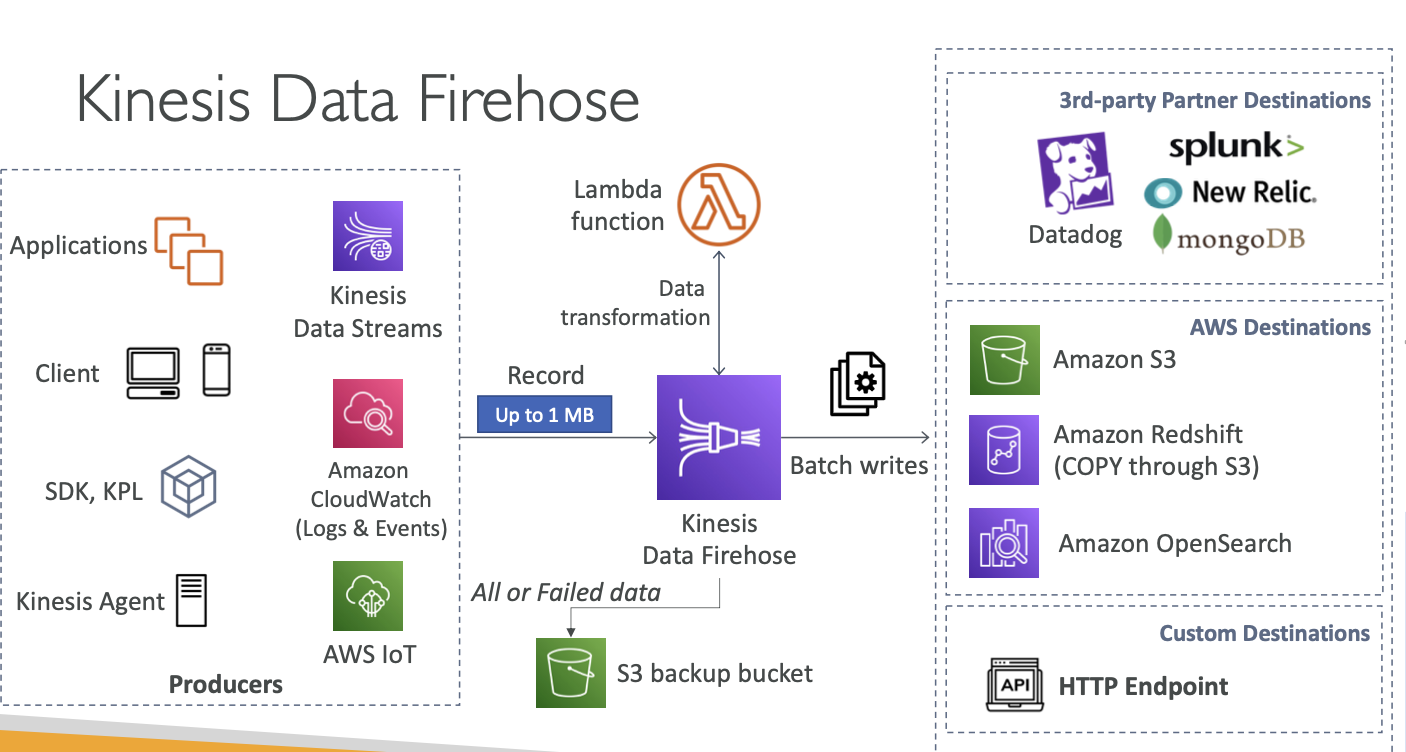 Kinesis Data Firehose
Applications
Client
SDK, KPL
Kinesis Agent
Kinesis
Data Streams
Amazon
CloudWatch
(Logs & Events)
AWS IoT
Producers
Record
Up to 1 MB
Lambda
function
Data
transformation
Kinesis
Data Firehose
All or Failed data
S3 backup bucket
Batch writes
3rd-party Partner Destinations
Datadog
splunk>
New Relic.
mongoDB
AWS Destinations
Amazon S3
Amazon Redshift
(COPY through S3)
Amazon OpenSearch
Custom Destinations
API
HTTP Endpoint